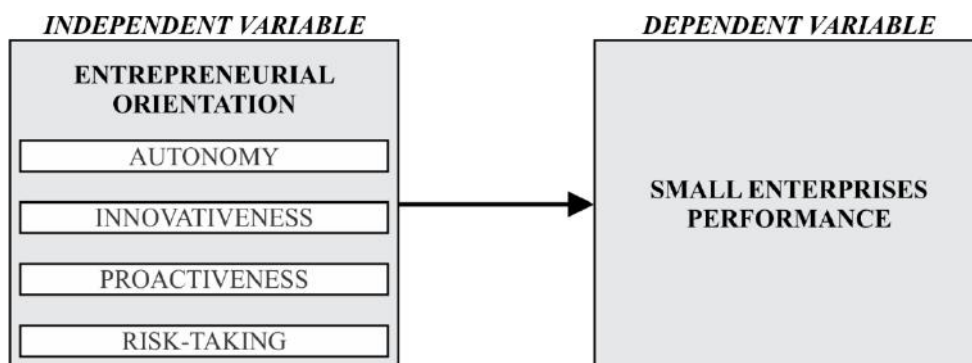 INDEPENDENT VARIABLE
ENTREPRENEURIAL
ORIENTATION
AUTONOMY
INNOVATIVENESS
PROACTIVENESS
RISK-TAKING
DEPENDENT VARIABLE
SMALL ENTERPRISES
PERFORMANCE